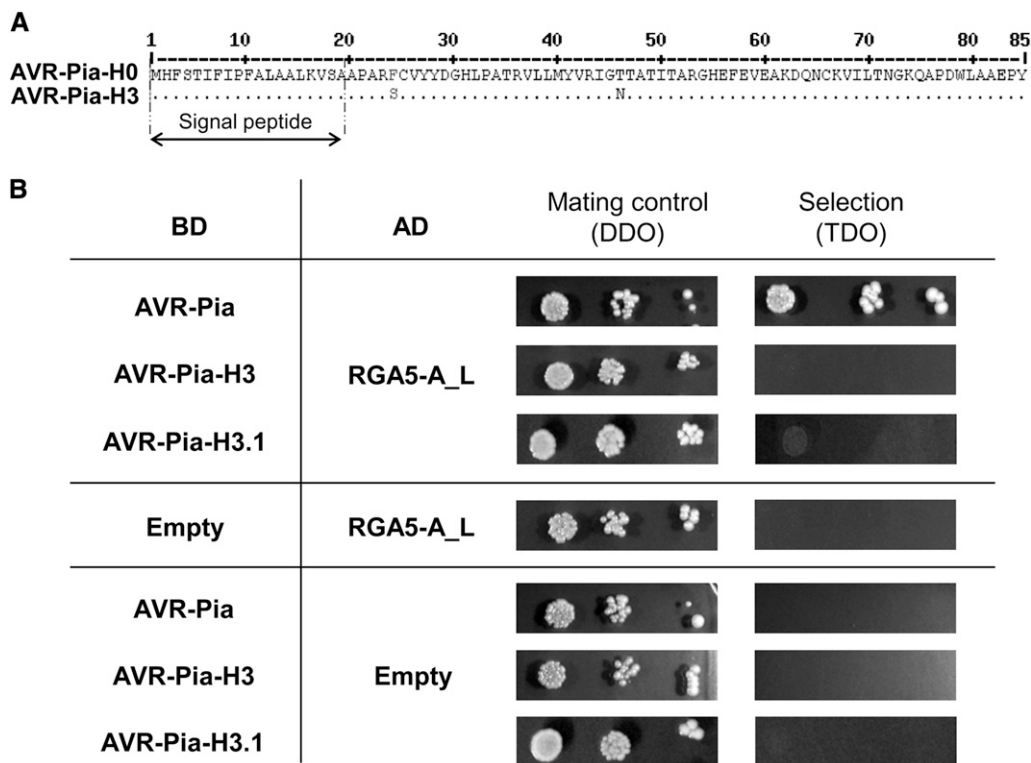 A
1 10 20 30 40 50 60 70 80 85
AVR-Pia-H0 MHFSTIFIPFALAALKVSAAPARFCVYYDGHLPATRVLLMYVRIGTTATITARGHEFEVEAKDQNCKVILTNGKQAPDWLAAEPY
AVR-Pia-H3 .......................S.....................N.......................................
Signal peptide
B
BD AD Mating control (DDO) Selection (TDO)
AVR-Pia
AVR-Pia-H3 RGA5-A_L
AVR-Pia-H3.1
Empty RGA5-A_L
AVR-Pia
AVR-Pia-H3 Empty
AVR-Pia-H3.1